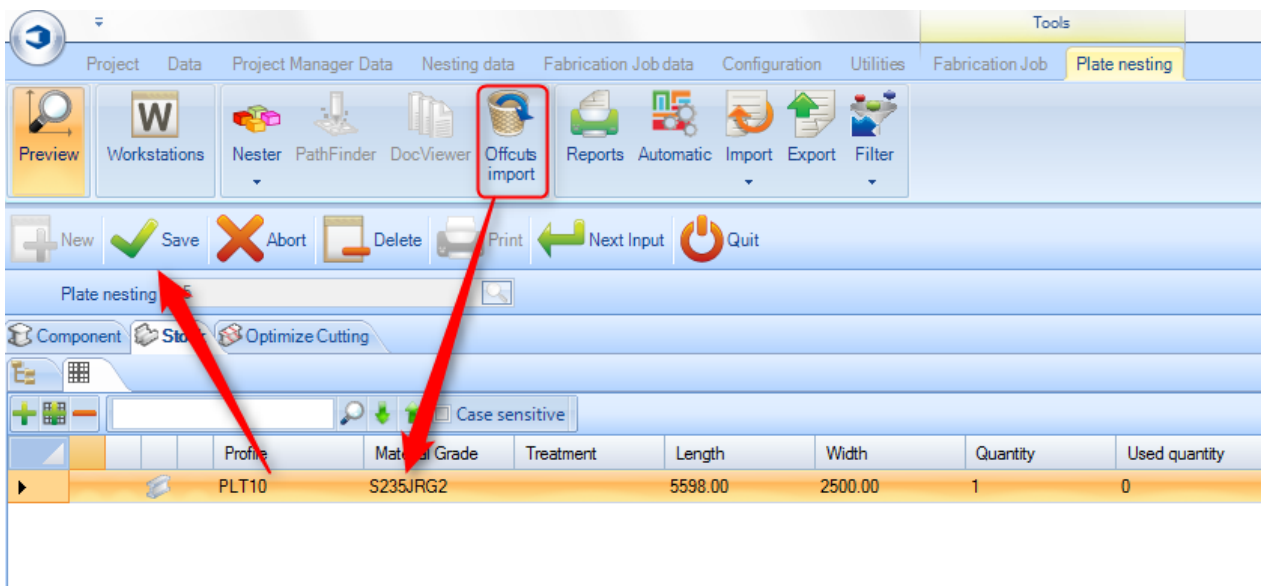 Tools
Project Data Project Manager Data Nesting data Fabrication Job data Configuration Utilities Fabrication Job Plate nesting
Preview Workstations Nester PathFinder DocViewer Offcuts import Reports Automatic Import Export Filter
New Save Abort Delete Print Next Input Quit
Plate nesting
Component Stock Optimize Cutting
Case sensitive
Profile Material Grade Treatment Length Width Quantity Used quantity
PLT10 S235JRG2 5598.00 2500.00 1 0